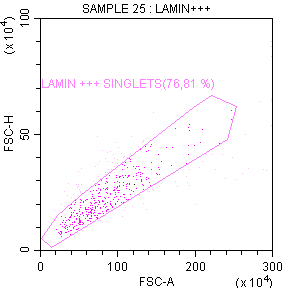 SAMPLE 25 : LAMIN+++
(x 10⁴)
100
LAMIN +++ SINGLETS(76,81 %)
FSC-H
50
0
0
100
200
300
FSC-A
(x 10⁴)